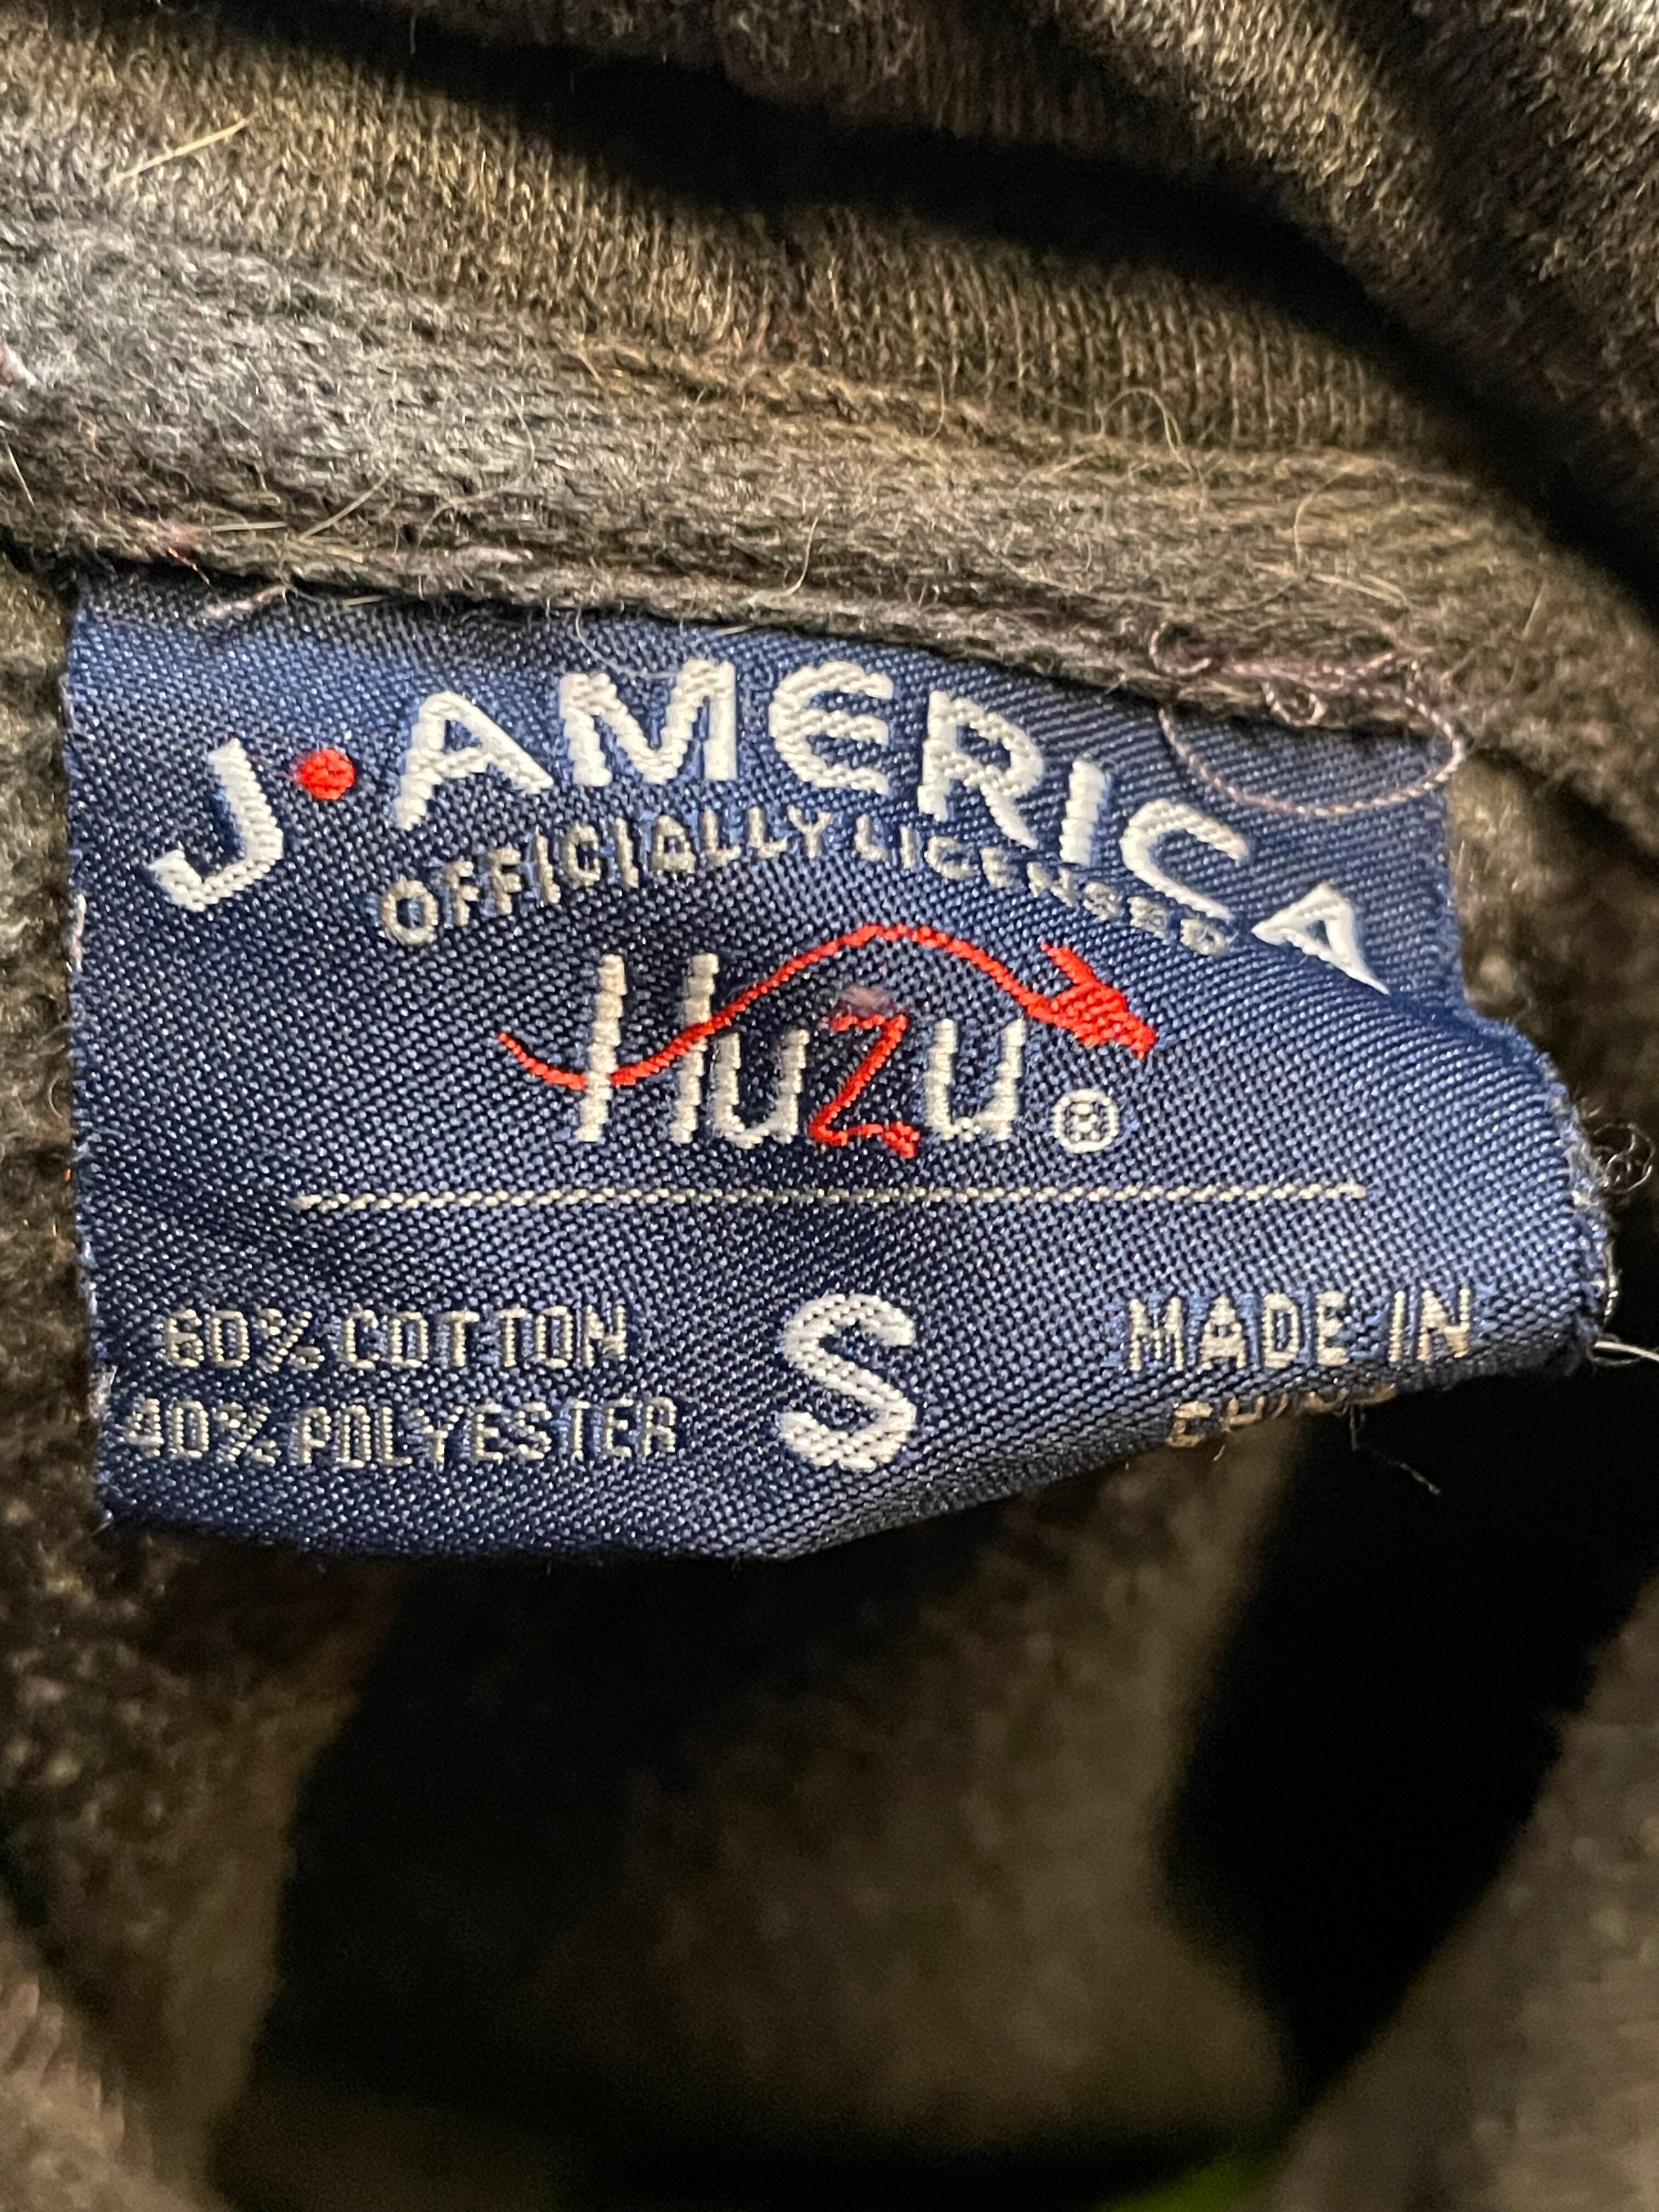 J•AMERICA
OFFICIALLY LICENSED
HuZu®
60% COTTON
40% POLYESTER
S
MADE IN